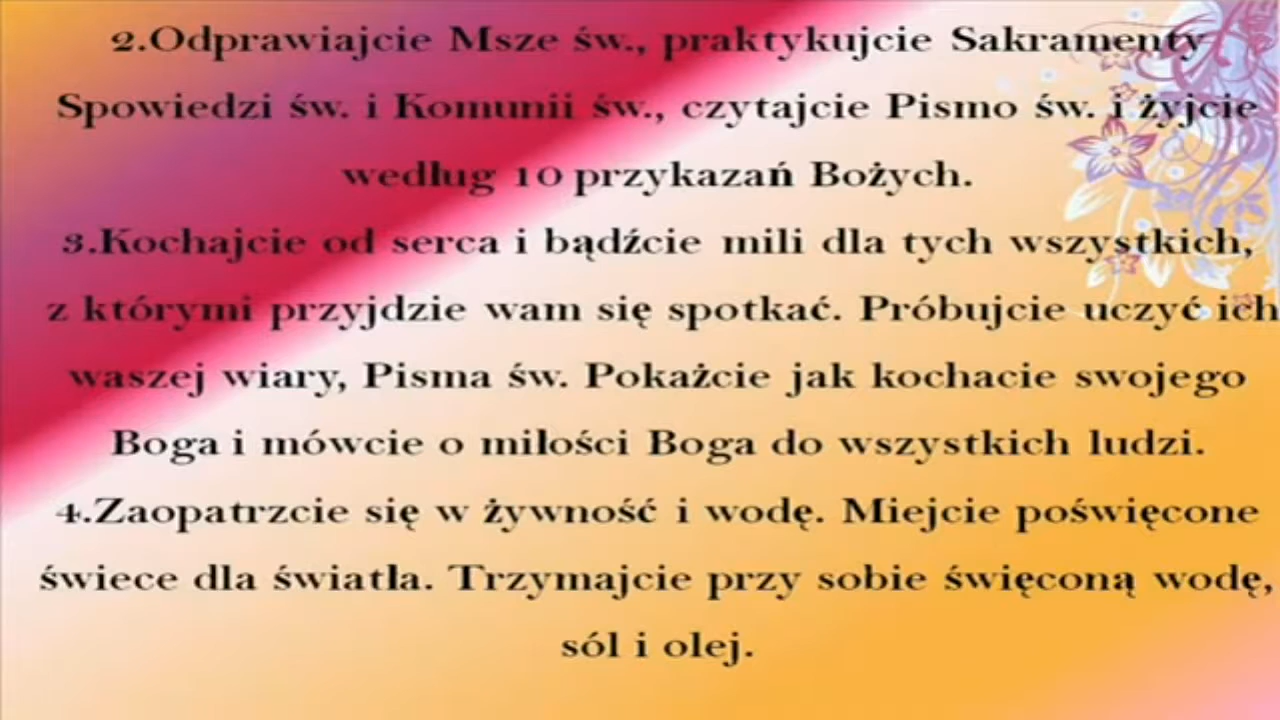 2.Odprawiajcie Msze św., praktykujcie Sakramenty
Spowiedzi św. i Komunii św., czytajcie Pismo św. i żyjcie
według 10 przykazań Bożych.
3.Kochajcie od serca i bądźcie mili dla tych wszystkich,
z którymi przyjdzie wam się spotkać. Próbujcie uczyć ich
waszej wiary, Pisma św. Pokażcie jak kochacie swojego
Boga i mówcie o miłości Boga do wszystkich ludzi.
4.Zaopatrzcie się w żywność i wodę. Miejcie poświęcone
świece dla światła. Trzymajcie przy sobie święconą wodę,
sól i olej.